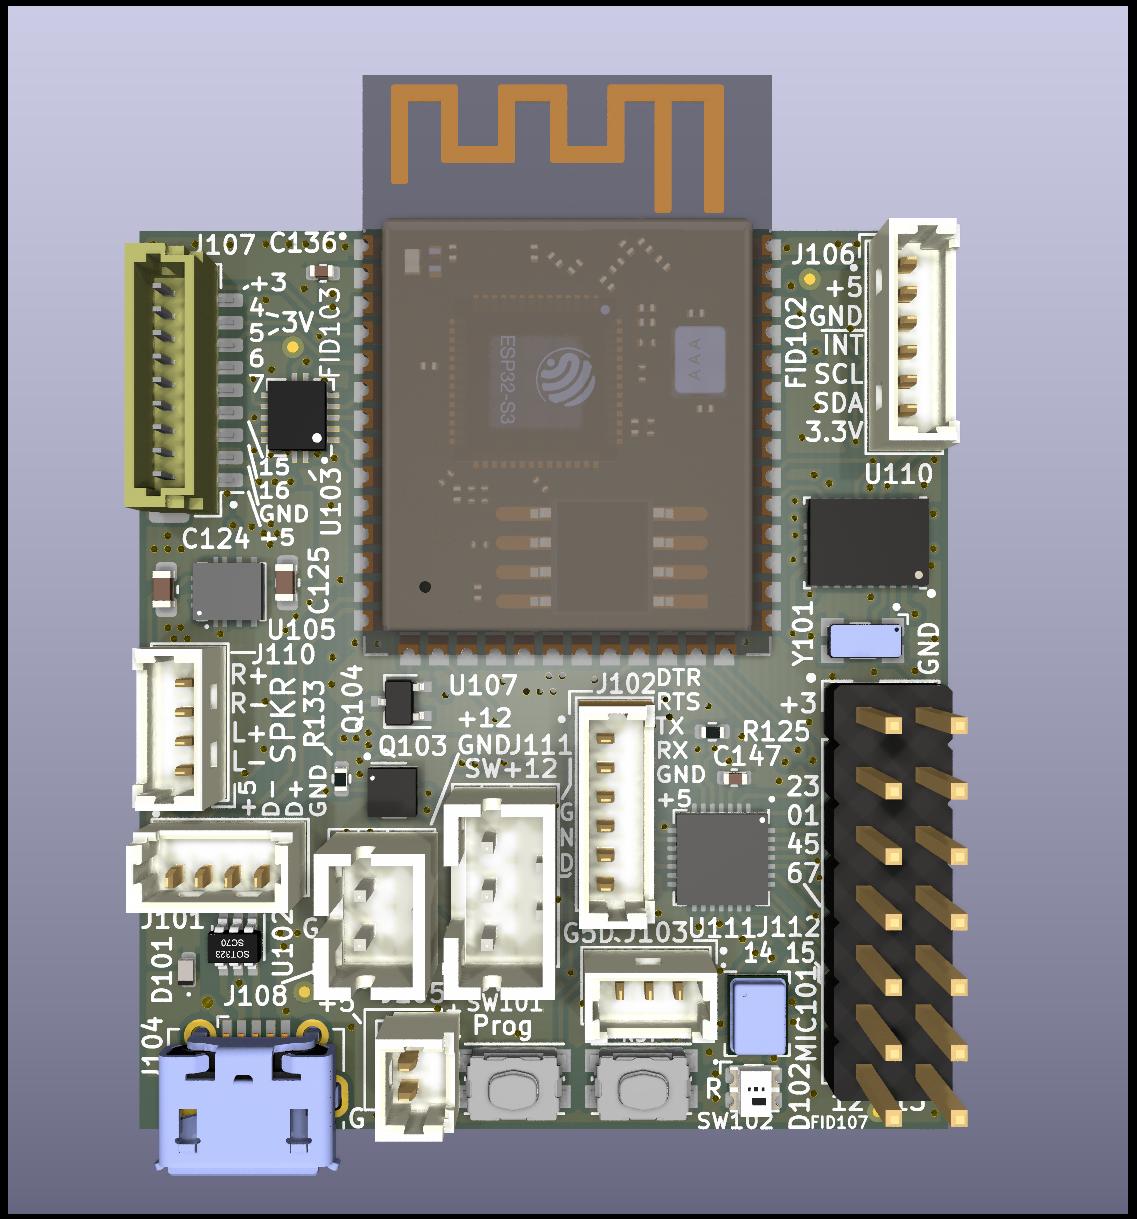 J107 C136
+3
4 3V
5
6
7
FID103
15
16
GND
+5
U103
C124
C125
U105
J110
R+
R-
L+
L-
SPKR
R133
Q104
+5
D-
D+
GND
ESP32-S3
AAA
J106
+5
GND
INT
SCL
SDA
3.3V
FID102
U110
Y101
GND
U107
+12
Q103 GND J111
SW+12
G
N
D
J102 DTR
RTS
TX
RX
GND
+5
R125
C147
+3
23
01
45
67
J101
U102
SOT323
SC70
D101
J108
J104
G
+5
SW101
Prog
G5D J103 U111 J112
14 15
MIC101
G
R
SW102
D102
FID107